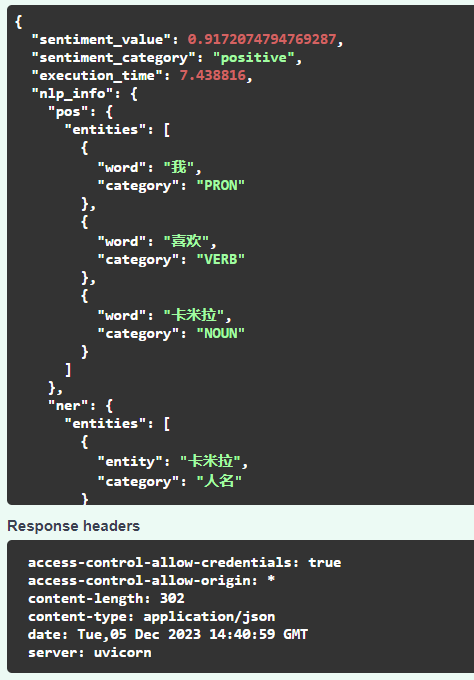 {
"sentiment_value": 0.9172074794769287,
"sentiment_category": "positive",
"execution_time": 7.438816,
"nlp_info": {
"pos": {
"entities": [
{
"word": "我",
"category": "PRON"
},
{
"word": "喜欢",
"category": "VERB"
},
{
"word": "卡米拉",
"category": "NOUN"
}
]
},
"ner": {
"entities": [
{
"entity": "卡米拉",
"category": "人名"
}
Response headers
access-control-allow-credentials: true
access-control-allow-origin: *
content-length: 302
content-type: application/json
date: Tue,05 Dec 2023 14:40:59 GMT
server: uvicorn